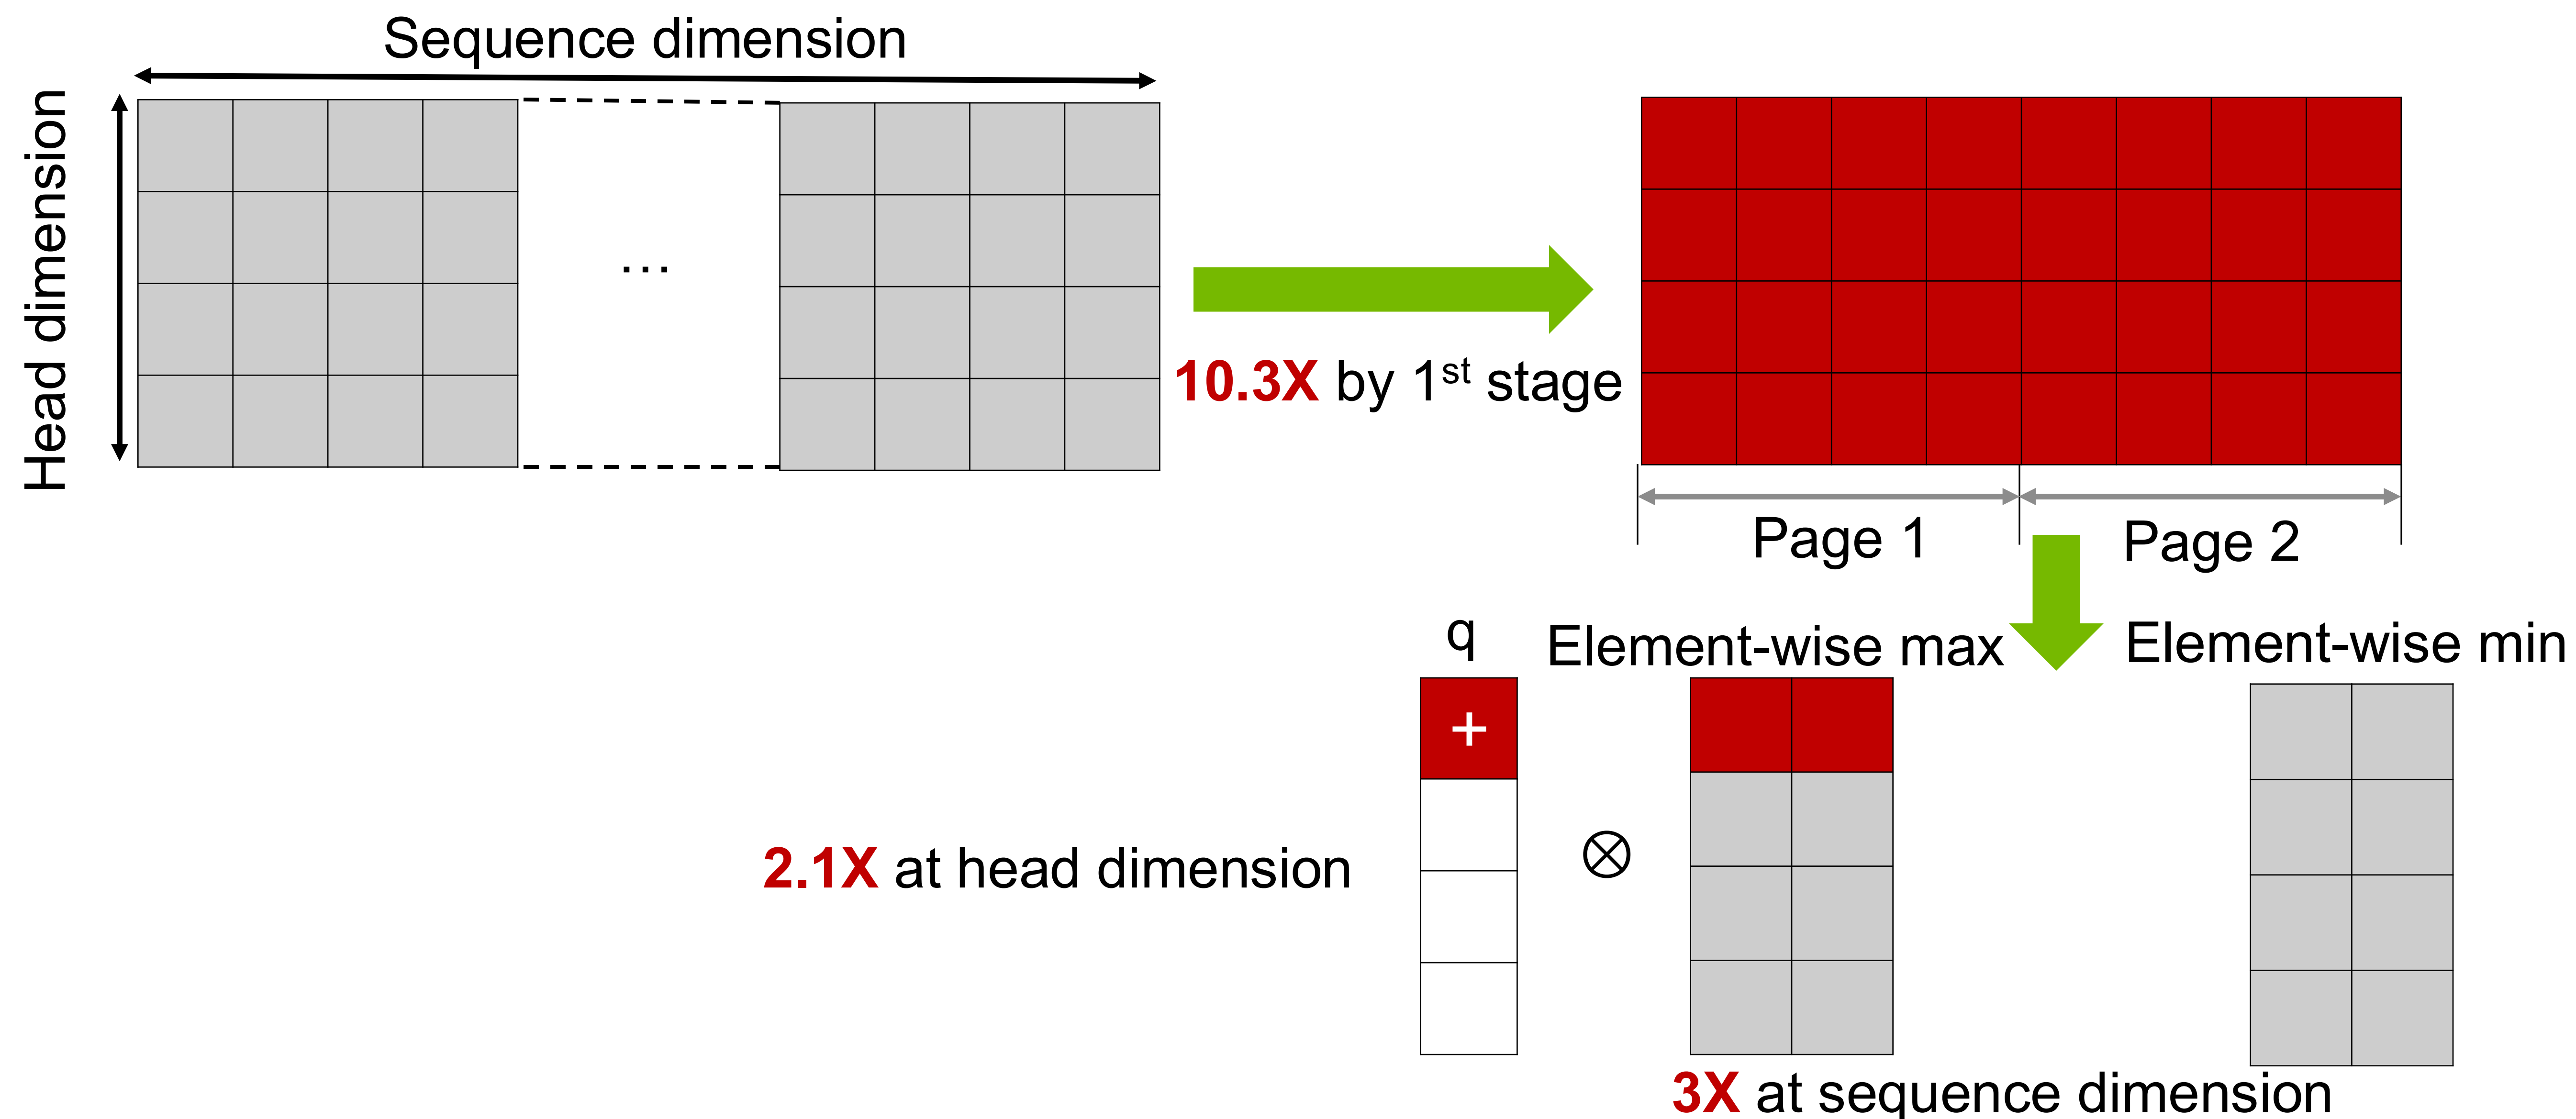 Sequence dimension
Head dimension
…
10.3X by 1st stage
Page 1
Page 2
q
Element-wise max
Element-wise min
+
2.1X at head dimension
⊗
3X at sequence dimension